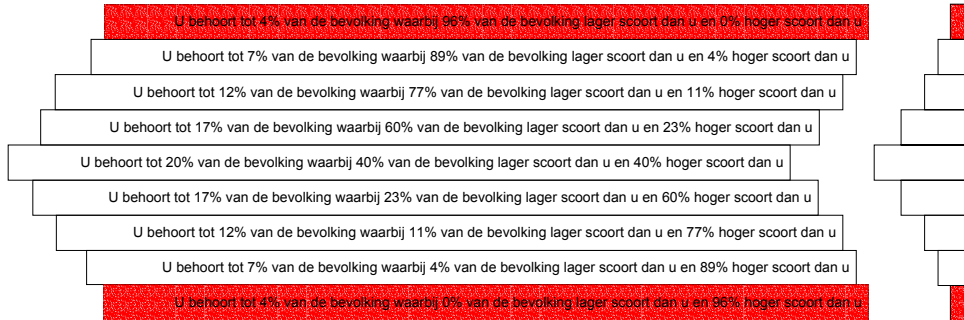 U behoort tot 4% van de bevolking waarbij 96% van de bevolking lager scoort dan u en 0% hoger scoort dan u
U behoort tot 7% van de bevolking waarbij 89% van de bevolking lager scoort dan u en 4% hoger scoort dan u
U behoort tot 12% van de bevolking waarbij 77% van de bevolking lager scoort dan u en 11% hoger scoort dan u
U behoort tot 17% van de bevolking waarbij 60% van de bevolking lager scoort dan u en 23% hoger scoort dan u
U behoort tot 20% van de bevolking waarbij 40% van de bevolking lager scoort dan u en 40% hoger scoort dan u
U behoort tot 17% van de bevolking waarbij 23% van de bevolking lager scoort dan u en 60% hoger scoort dan u
U behoort tot 12% van de bevolking waarbij 11% van de bevolking lager scoort dan u en 77% hoger scoort dan u
U behoort tot 7% van de bevolking waarbij 4% van de bevolking lager scoort dan u en 89% hoger scoort dan u
U behoort tot 4% van de bevolking waarbij 0% van de bevolking lager scoort dan u en 96% hoger scoort dan u